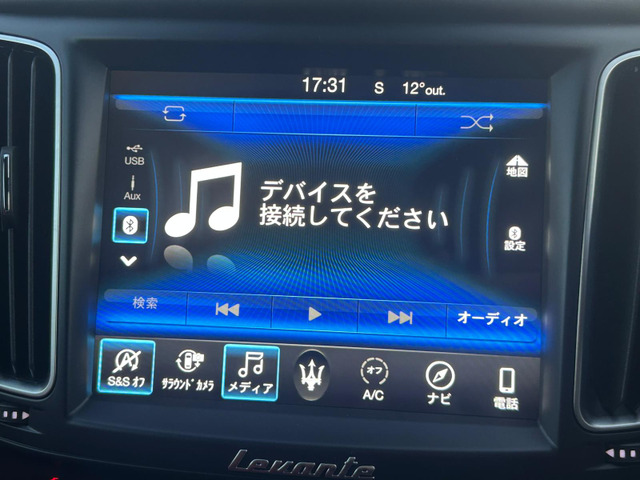 17:31 S 12°out.
USB
Aux
デバイスを
接続してください
地図
設定
検索
オーディオ
S&S オフ
サラウンドカメラ
メディア
オフ
A/C
ナビ
電話
Levante